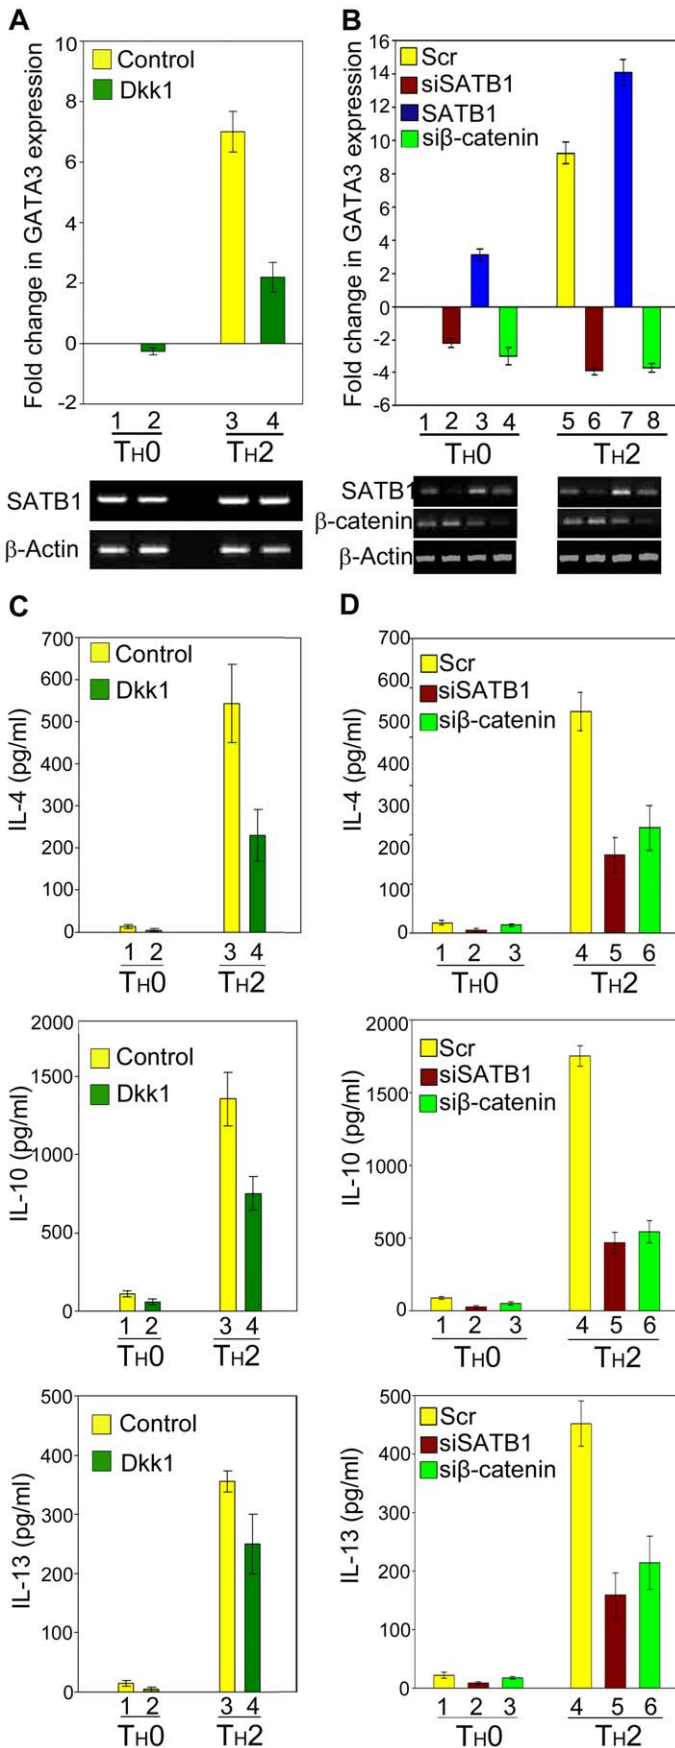 A
Fold change in GATA3 expression
10
8
6
4
2
0
-2
Control
Dkk1
1 2 3 4
TH0 TH2
SATB1
β-Actin
B
Fold change in GATA3 expression
16
14
12
10
8
6
4
2
0
-2
-4
-6
Scr
siSATB1
SATB1
siβ-catenin
1 2 3 4 5 6 7 8
TH0 TH2
SATB1
β-catenin
β-Actin
C
IL-4 (pg/ml)
700
600
500
400
300
200
100
0
Control
Dkk1
1 2 3 4
TH0 TH2
IL-10 (pg/ml)
2000
1500
1000
500
0
Control
Dkk1
1 2 3 4
TH0 TH2
IL-13 (pg/ml)
500
400
300
200
100
0
Control
Dkk1
1 2 3 4
TH0 TH2
D
IL-4 (pg/ml)
700
600
500
400
300
200
100
0
Scr
siSATB1
siβ-catenin
1 2 3 4 5 6
TH0 TH2
IL-10 (pg/ml)
2000
1500
1000
500
0
Scr
siSATB1
siβ-catenin
1 2 3 4 5 6
TH0 TH2
IL-13 (pg/ml)
500
400
300
200
100
0
Scr
siSATB1
siβ-catenin
1 2 3 4 5 6
TH0 TH2